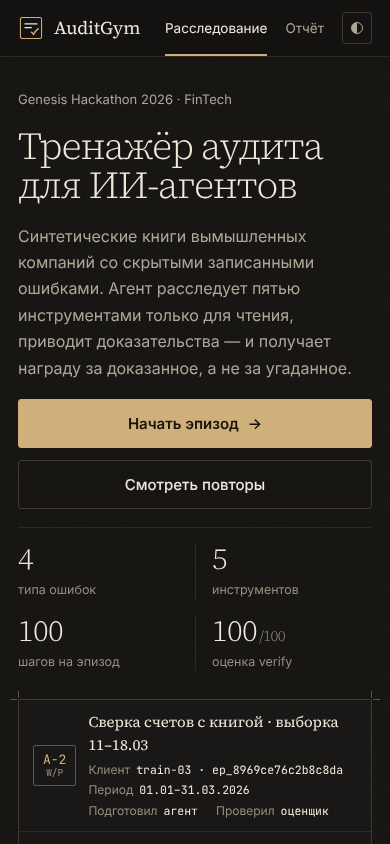 AuditGym Расследование Отчёт
Genesis Hackathon 2026 · FinTech
Тренажёр аудита
для ИИ-агентов
Синтетические книги вымышленных
компаний со скрытыми записанными
ошибками. Агент расследует пятью
инструментами только для чтения,
приводит доказательства — и получает
награду за доказанное, а не за угаданное.
Начать эпизод →
Смотреть повторы
4
типа ошибок
5
инструментов
100
шагов на эпизод
100/100
оценка verify
A-2
W/P
Сверка счетов с книгой · выборка
11–18.03
Клиент train-03 · ep_8969ce76c2b8c8da
Период 01.01–31.03.2026
Подготовил агент Проверил оценщик